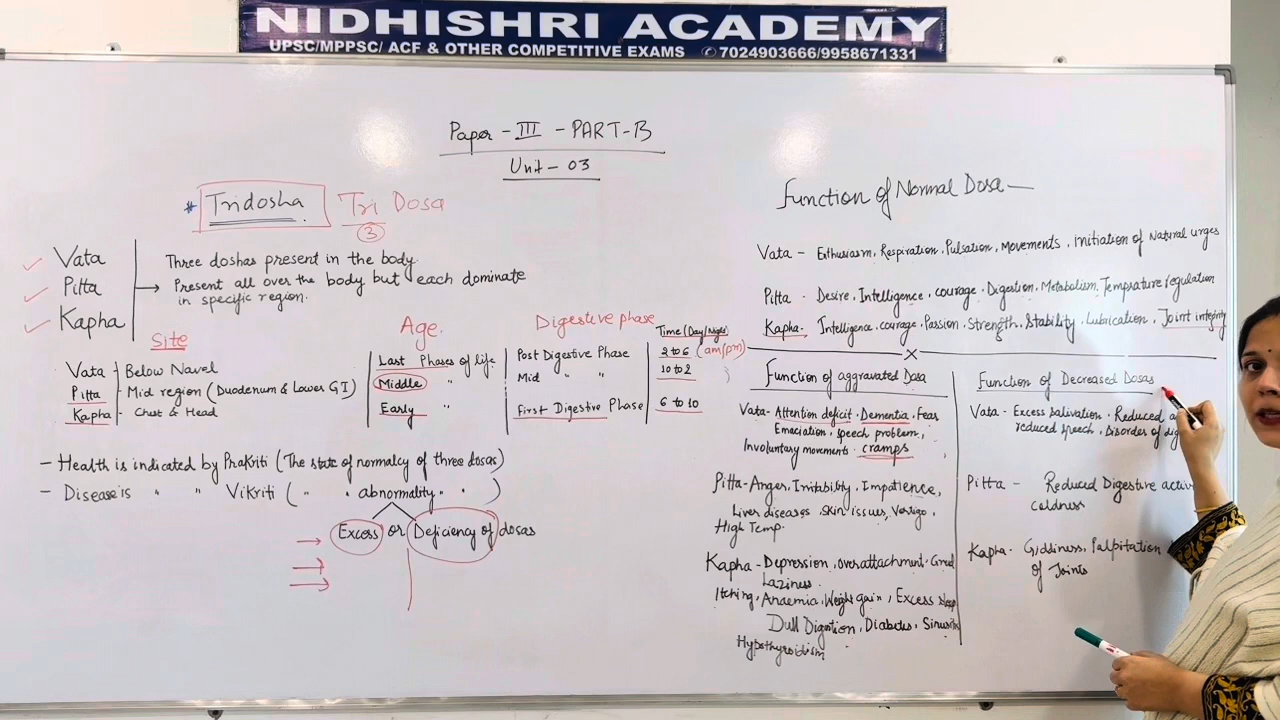 NIDHISHRI ACADEMY
UPSC/MPPSC/ ACF & OTHER COMPETITIVE EXAMS ✆ 7024903666/9958671331
Paper - III - PART-B
Unit - 03
* Tridosha Tri Dosa
3
Vata
Pitta
Kapha
→ Three doshas present in the body.
Present all over the body but each dominate
in specific region.
Site
Vata - Below Navel
Pitta - Mid region (Duodenum & Lower GI)
Kapha - Chest & Head
Age.
Last Phases of life
Middle "
Early "
Digestive phase
Post Digestive Phase
Mid " "
First Digestive Phase
Time (Day/Night)
2 to 6 (am/pm)
10 to 2
6 to 10
- Health is indicated by Prakriti (The state of normalcy of three dosas)
- Disease is " " Vikriti ( " " abnormality " " )
Excess or Deficiency of dosas
Function of Normal Dosa —
Vata - Enthusiasm, Respiration, Pulsation, Movements, initiation of Natural urges
Pitta - Desire, Intelligence, courage, Digestion, Metabolism, Temprature regulation
Kapha - Intelligence, courage, Passion, Strength, Stability, Lubrication, Joint integrity
Function of aggravated Dosa
Vata - Attention deficit, Dementia, Fear
Emaciation, speech problem,
Involuntary movements, cramps
Pitta - Anger, Irritability, Impatience,
Liver diseases, skin issues, Vertigo,
High Temp.
Kapha - Depression, over attachment, Greed
Laziness.
Itching, Anaemia, Weight gain, Excess sleep
Dull Digestion, Diabetes, Sinusitis
Hypothyroidism
Function of Decreased Dosas
Vata - Excess salivation, Reduced
reduced speech, Disorder of
Pitta - Reduced Digestive
coldness
Kapha - Giddiness, Palpitation
of Joints